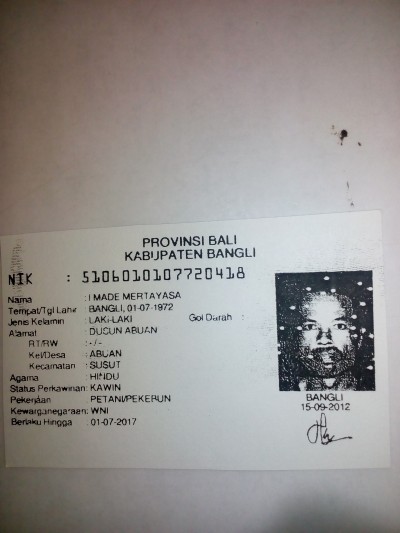 PROVINSI BALI
KABUPATEN BANGLI
NIK : 5106010107720418
Nama : I MADE MERTAYASA
Tempat/Tgl Lahir : BANGLI, 01-07-1972
Jenis Kelamin : LAKI-LAKI Gol Darah :
Alamat : DUSUN ABUAN
RT/RW : -/-
Kel/Desa : ABUAN
Kecamatan : SUSUT
Agama : HINDU
Status Perkawinan: KAWIN
Pekerjaan : PETANI/PEKEBUN
Kewarganegaraan: WNI
Berlaku Hingga : 01-07-2017
BANGLI
15-09-2012